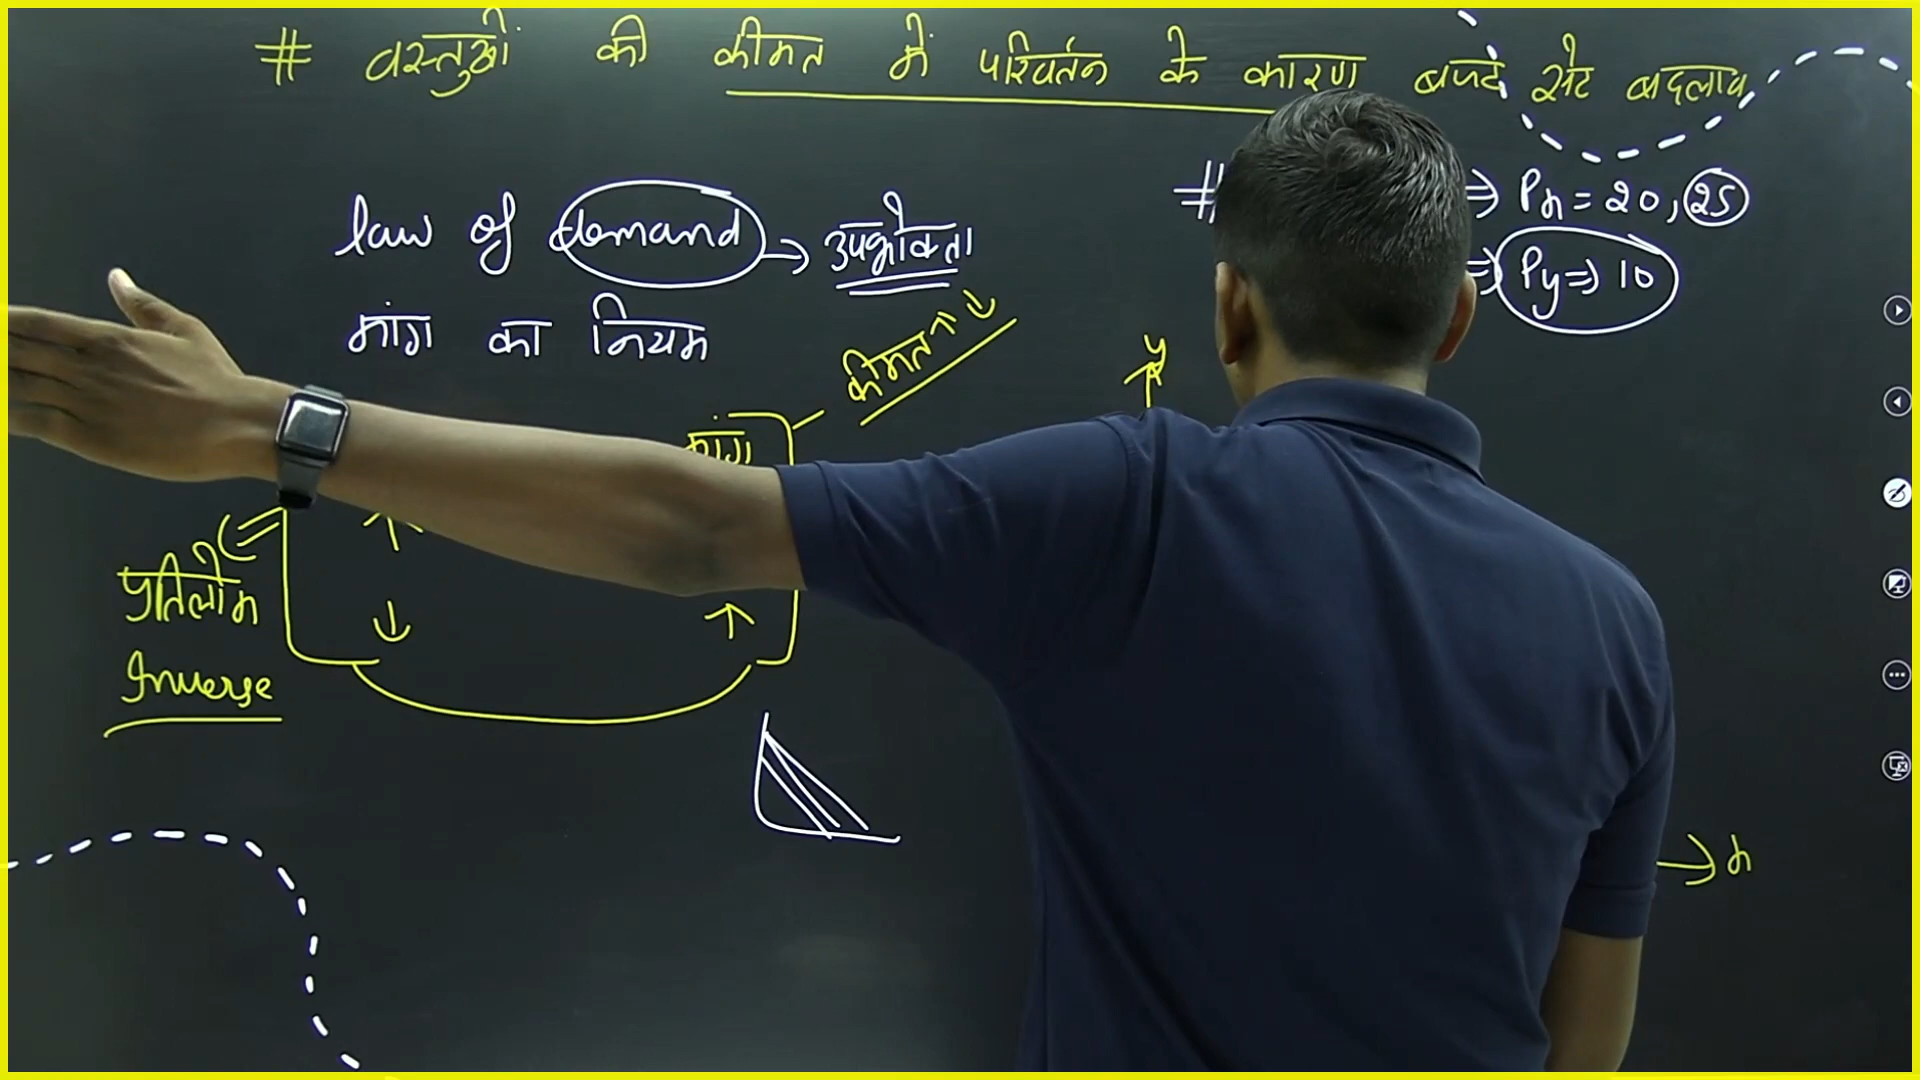 # वस्तुओं की कीमत में परिवर्तन के कारण बजट सेट बदलाव
law of demand → उपभोक्ता
मांग का नियम
कीमत ↑ ↓
मांग
↑
↓ ↑
प्रतिलोम
Inverse
#
⇒ Px = 20, 25
⇒ Py ⇒ 10
y
x